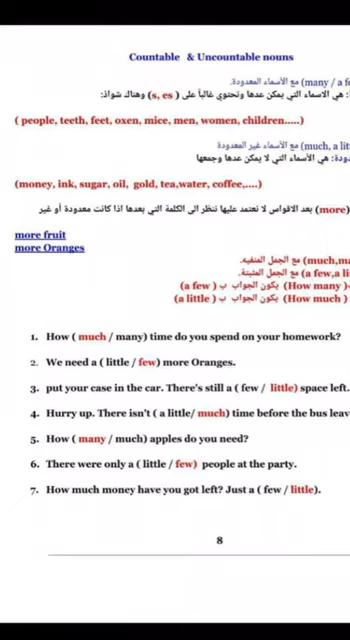 Countable & Uncountable nouns
(many / a fe مع الأسماء المعدودة.
: هي الاسماء التي يمكن عدها وتحتوي غالباً على ( s, es) وهناك شواذ:
( people, teeth, feet, oxen, mice, men, women, children.....)
(much, a lit مع الأسماء غير المعدودة
دودة: هي الأسماء التي لا يمكن عدها وجمعها
(money, ink, sugar, oil, gold, tea,water, coffee,....)
(more) بعد الاقواس لا نعتمد عليها ننظر الى الكلمة التي بعدها اذا كانت معدودة أو غير
more fruit
more Oranges
(much,ma مع الجمل المنفيه.
(a few,a li مع الجمل المثبتة.
(How many ) يكون الجواب ب ( a few )
(How much ) يكون الجواب ب ( a little )
1. How ( much / many) time do you spend on your homework?
2. We need a ( little / few) more Oranges.
3. put your case in the car. There's still a ( few / little) space left.
4. Hurry up. There isn't ( a little/ much) time before the bus leav
5. How ( many / much) apples do you need?
6. There were only a ( little / few) people at the party.
7. How much money have you got left? Just a ( few / little).
8